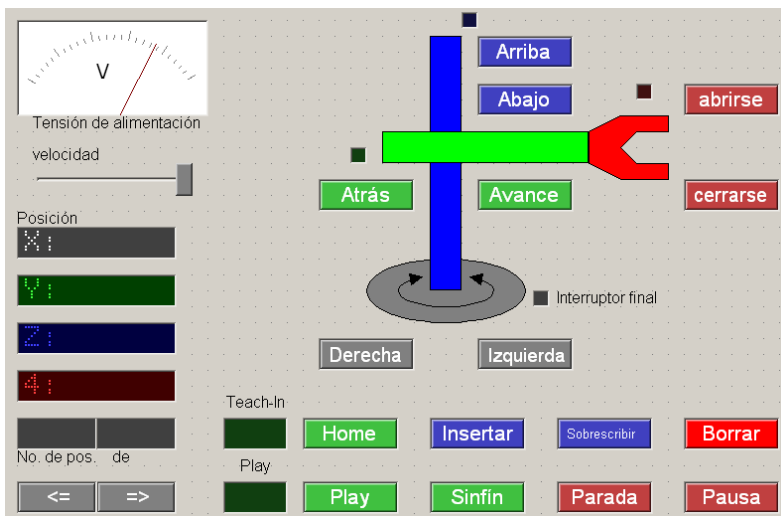 V
Tensión de alimentación
velocidad
Posición
X:
Y:
Z:
4:
No. de pos. de
<= =>
Arriba
Abajo
abrirse
Atrás Avance cerrarse
Interruptor final
Derecha Izquierda
Teach-In
Home Insertar Sobrescribir Borrar
Play
Play Sinfín Parada Pausa